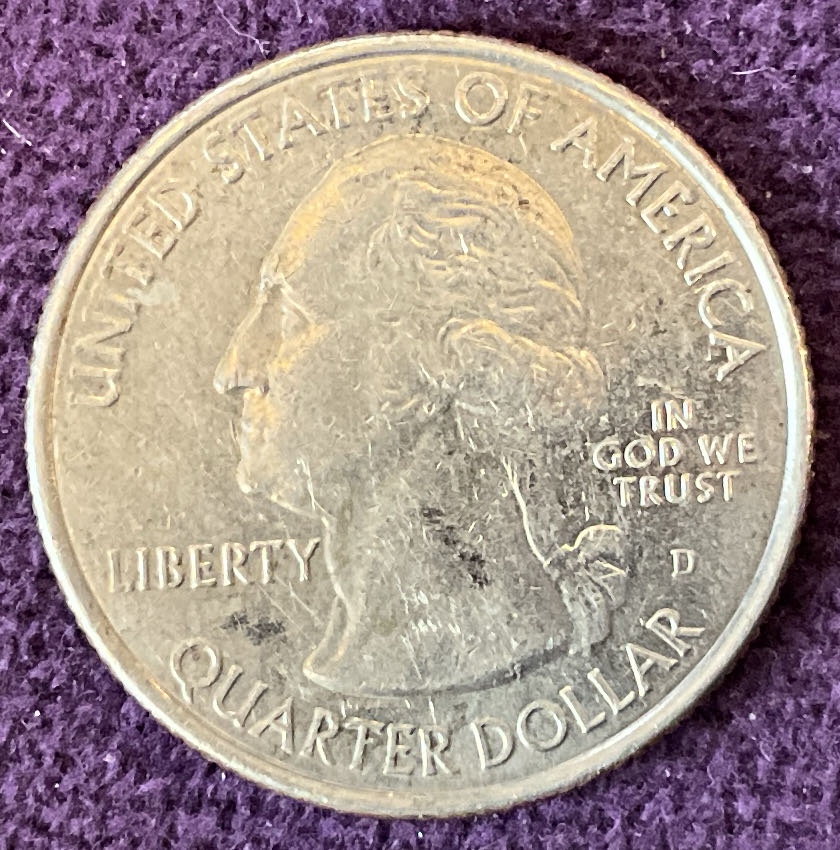 UNITED STATES OF AMERICA
IN
GOD WE
TRUST
LIBERTY
D
QUARTER DOLLAR